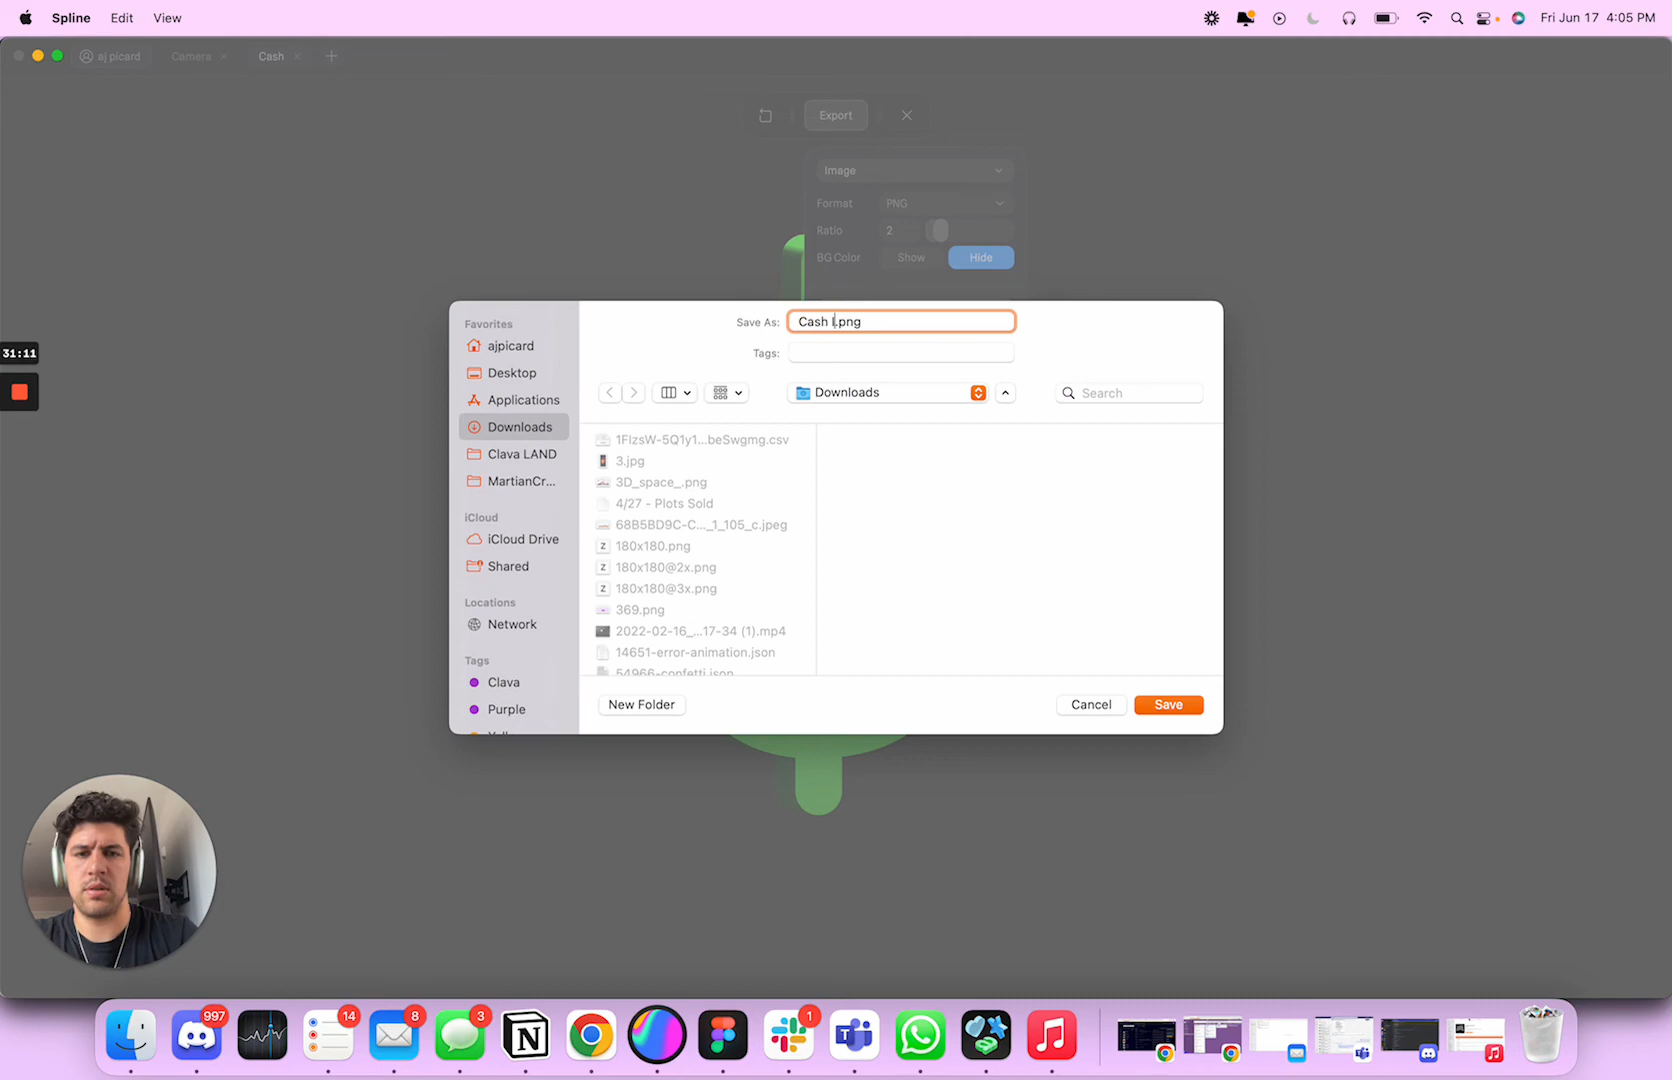 Spline Edit View
Fri Jun 17 4:05 PM
aj picard Camera Cash
Export
Image
Format PNG
Ratio 2
BG Color Show Hide
31:11
Save As: Cash I.png
Tags:
Downloads
Search
Favorites
ajpicard
Desktop
Applications
Downloads
Clava LAND
MartianCr...
iCloud
iCloud Drive
Shared
Locations
Network
Tags
Clava
Purple
1FlzsW-5Q1y1...beSwgmg.csv
3.jpg
3D_space_.png
4/27 - Plots Sold
68B5BD9C-C..._1_105_c.jpeg
180x180.png
180x180@2x.png
180x180@3x.png
369.png
2022-02-16_...17-34 (1).mp4
14651-error-animation.json
54966-confetti.json
New Folder
Cancel
Save
997
14
8
3
1